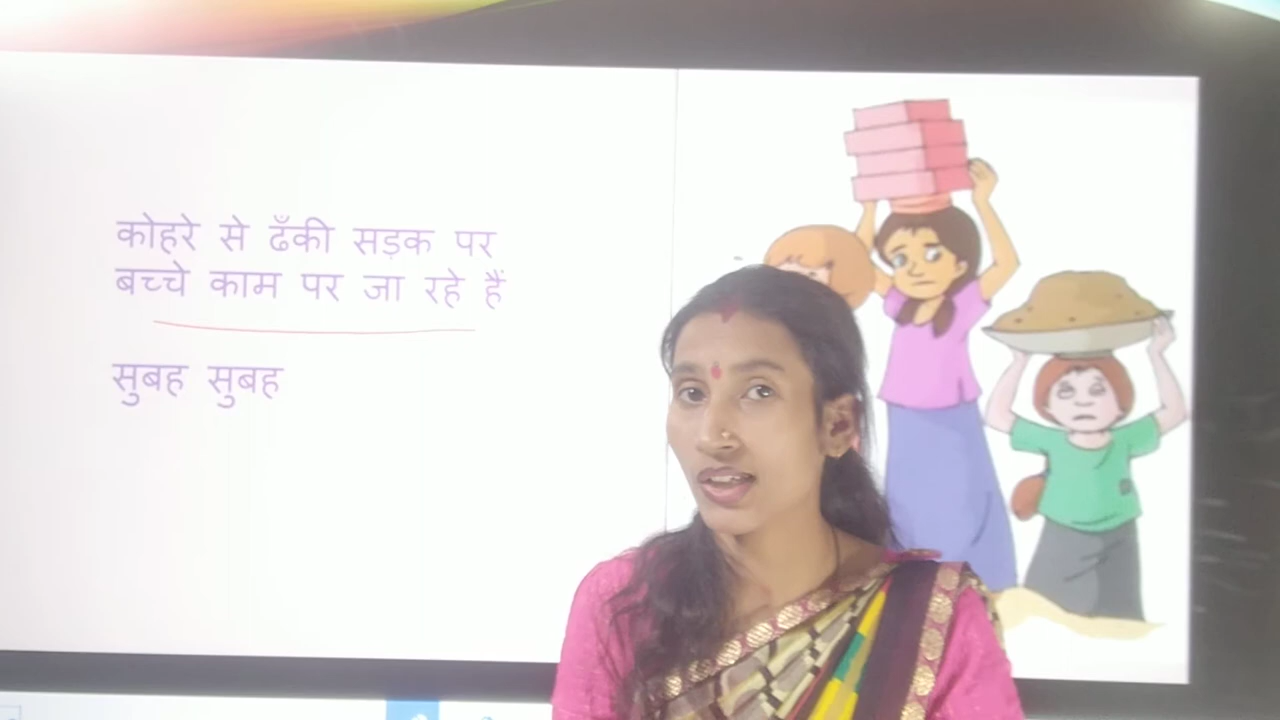 कोहरे से ढँकी सड़क पर
बच्चे काम पर जा रहे हैं
सुबह सुबह